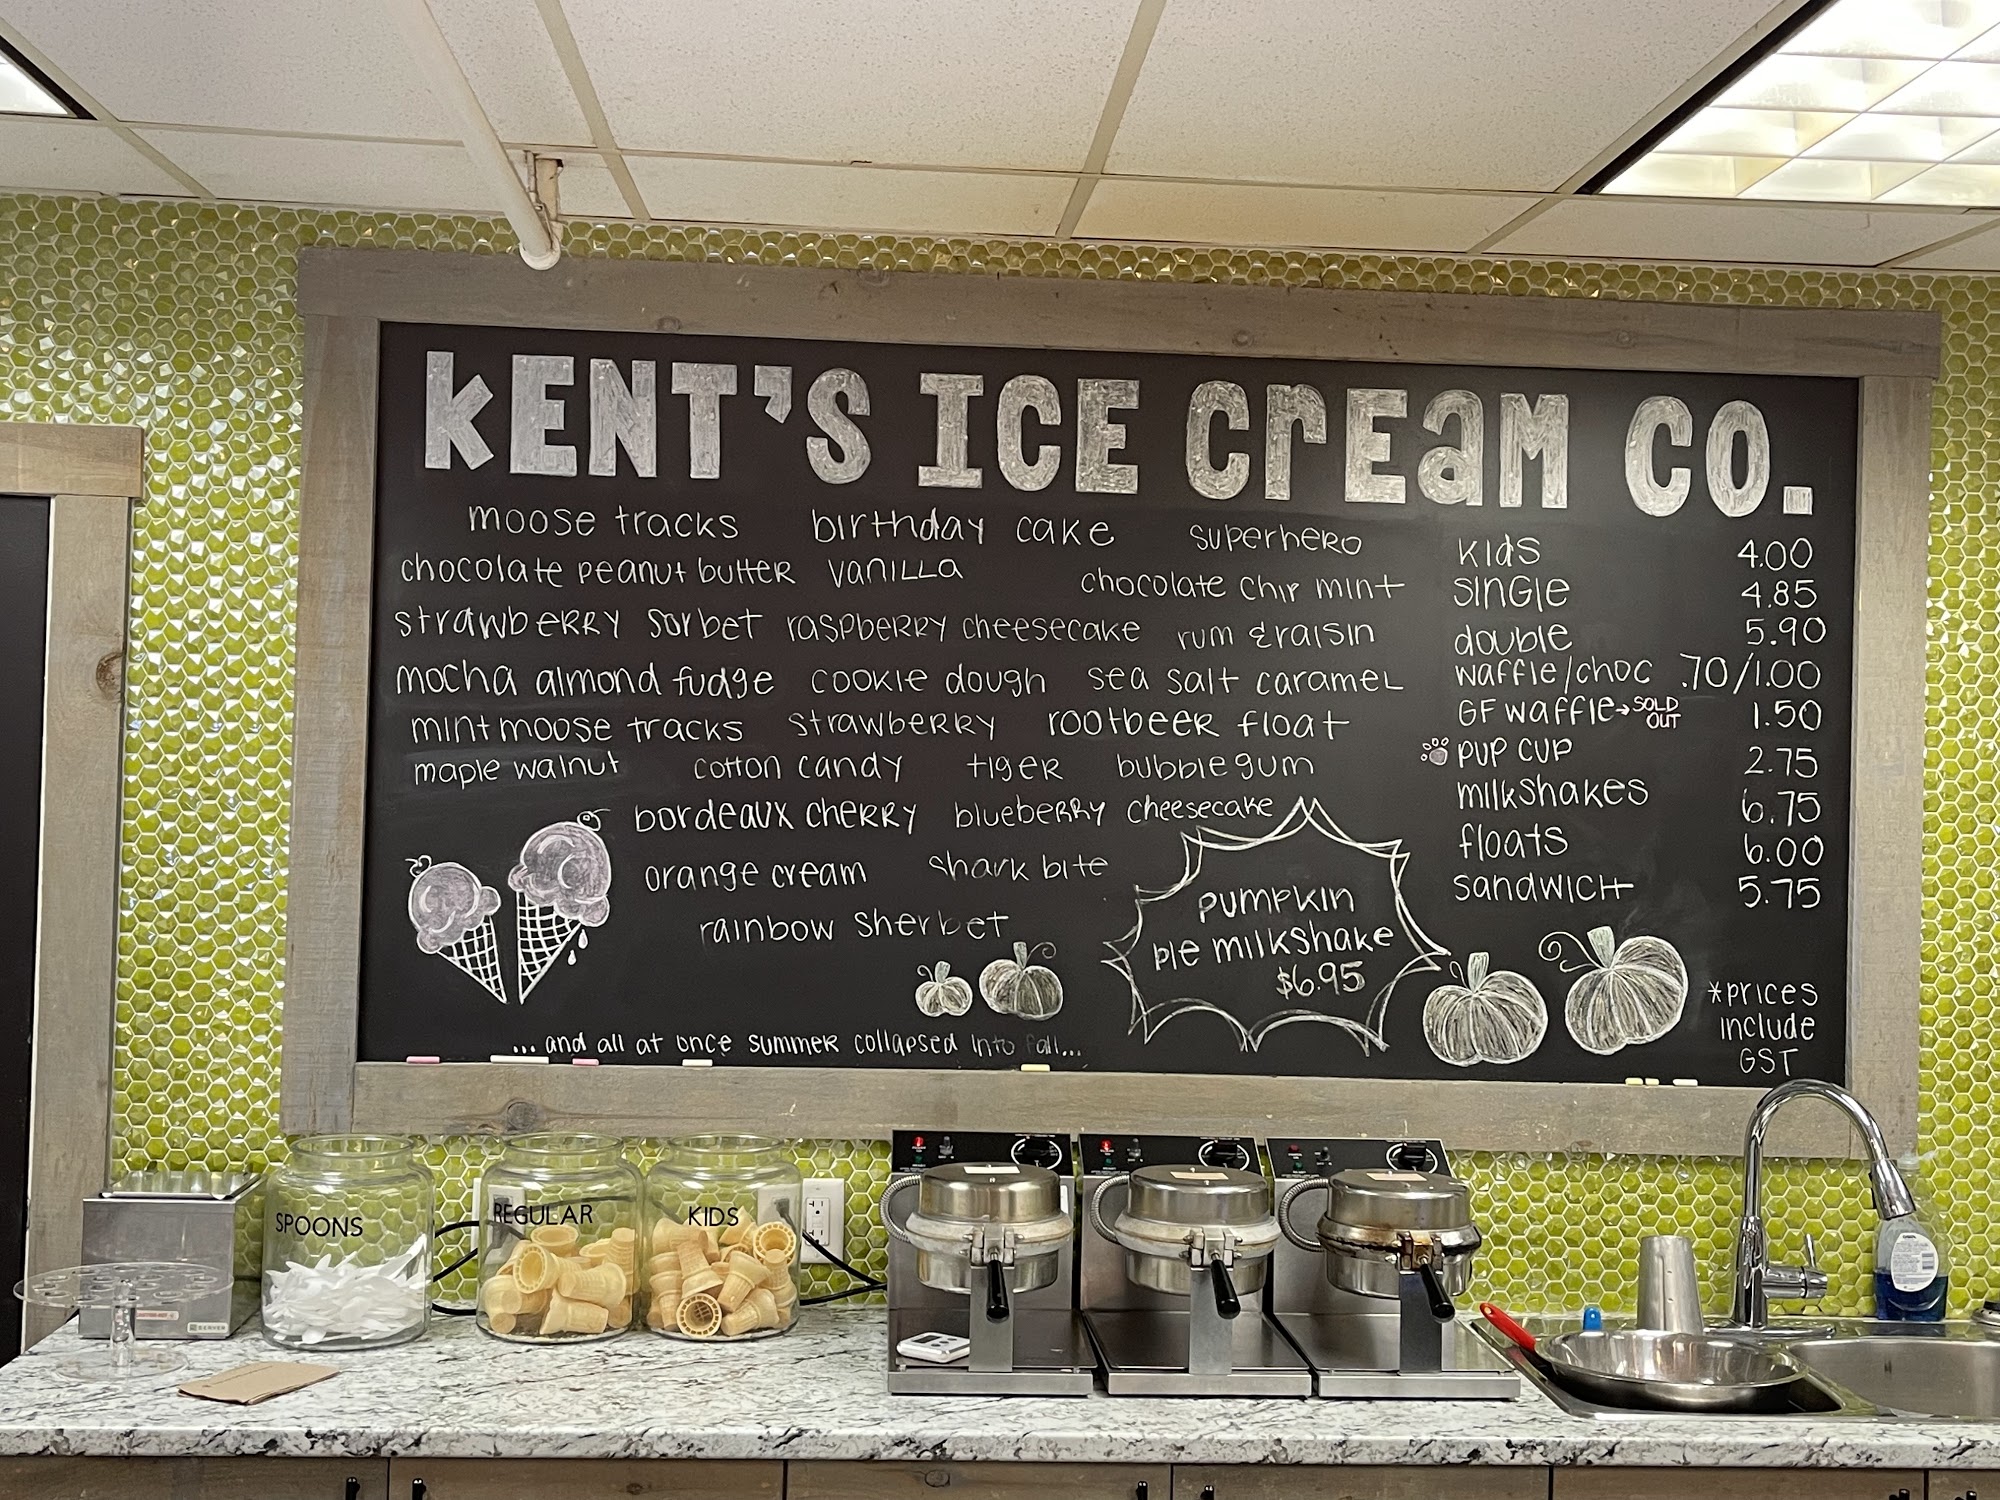 KENT'S ICE CREAM CO.
moose tracks birthday cake superhero
chocolate peanut butter vanilla chocolate chip mint
strawberry sorbet raspberry cheesecake rum & raisin
mocha almond fudge cookie dough sea salt caramel
mint moose tracks strawberry rootbeer float
maple walnut cotton candy tiger bubblegum
bordeaux cherry blueberry cheesecake
orange cream shark bite
rainbow sherbet
...and all at once summer collapsed into fall...
pumpkin
pie milkshake
$6.95
kids 4.00
single 4.85
double 5.90
waffle/choc .70/1.00
GF waffle→SOLD OUT 1.50
pup cup 2.75
milkshakes 6.75
floats 6.00
sandwich 5.75
*prices
include
GST
SPOONS
REGULAR
KIDS